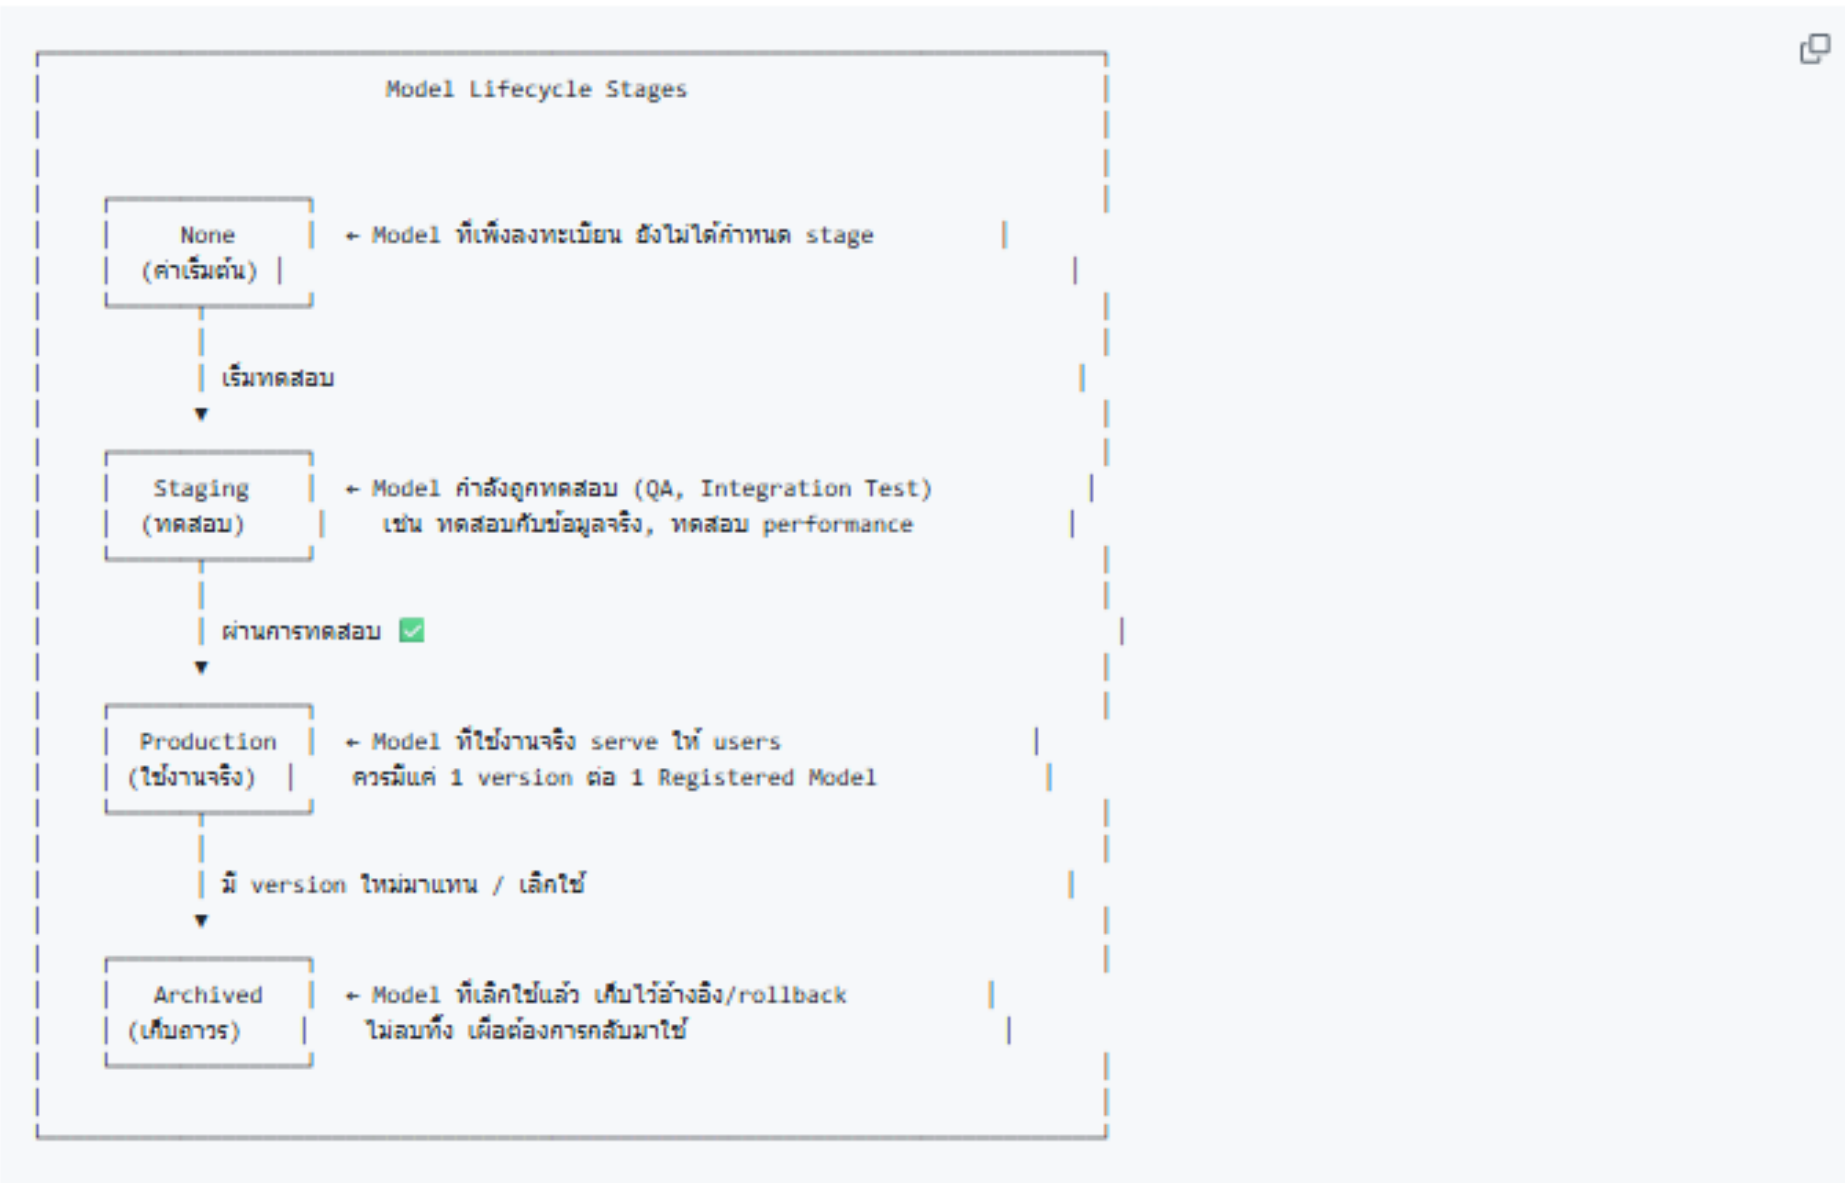 Model Lifecycle Stages
None ← Model ที่เพิ่งลงทะเบียน ยังไม่ได้กำหนด stage
(ค่าเริ่มต้น)
เริ่มทดสอบ
▼
Staging ← Model กำลังถูกทดสอบ (QA, Integration Test)
(ทดสอบ) เช่น ทดสอบกับข้อมูลจริง, ทดสอบ performance
ผ่านการทดสอบ ✅
▼
Production ← Model ที่ใช้งานจริง serve ให้ users
(ใช้งานจริง) ควรมีแค่ 1 version ต่อ 1 Registered Model
มี version ใหม่มาแทน / เลิกใช้
▼
Archived ← Model ที่เลิกใช้แล้ว เก็บไว้อ้างอิง/rollback
(เก็บถาวร) ไม่ลบทิ้ง เผื่อต้องการกลับมาใช้